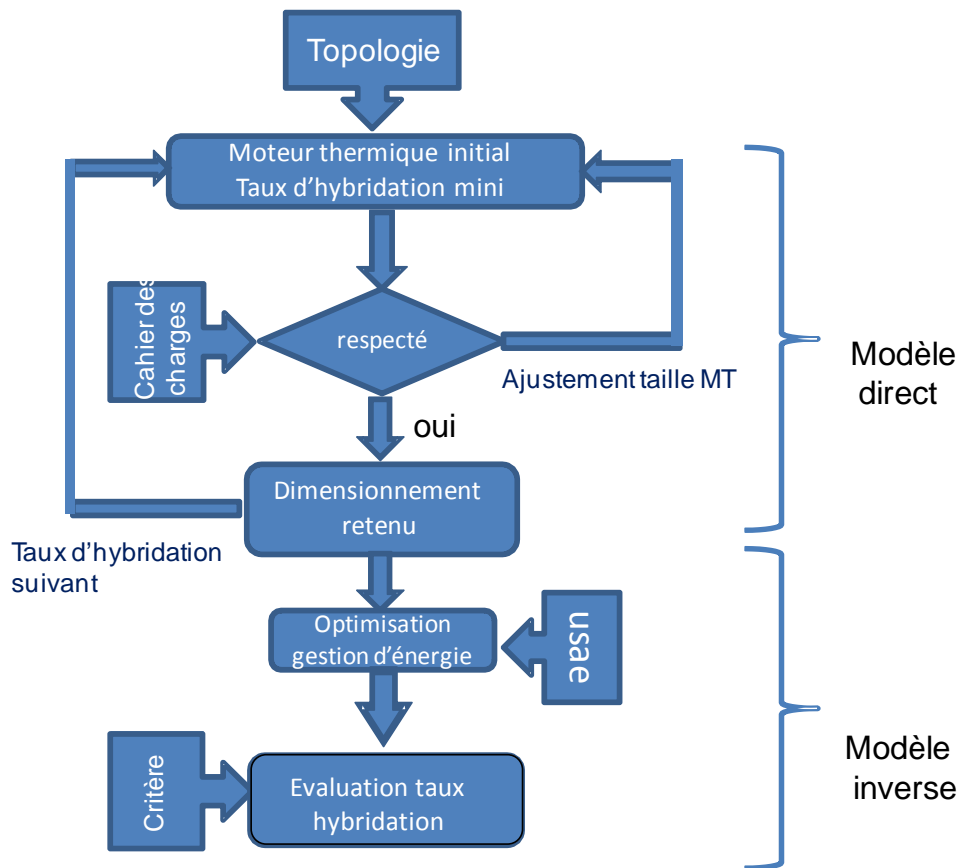 Topologie
Moteur thermique initial
Taux d'hybridation mini
Cahier des
charges
respecté
Ajustement taille MT
Modèle
direct
oui
Dimensionnement
retenu
Taux d'hybridation
suivant
Optimisation
gestion d'énergie
usae
Critère
Evaluation taux
hybridation
Modèle
inverse